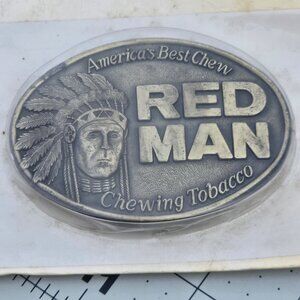 America's Best Chew
RED
MAN
Chewing Tobacco